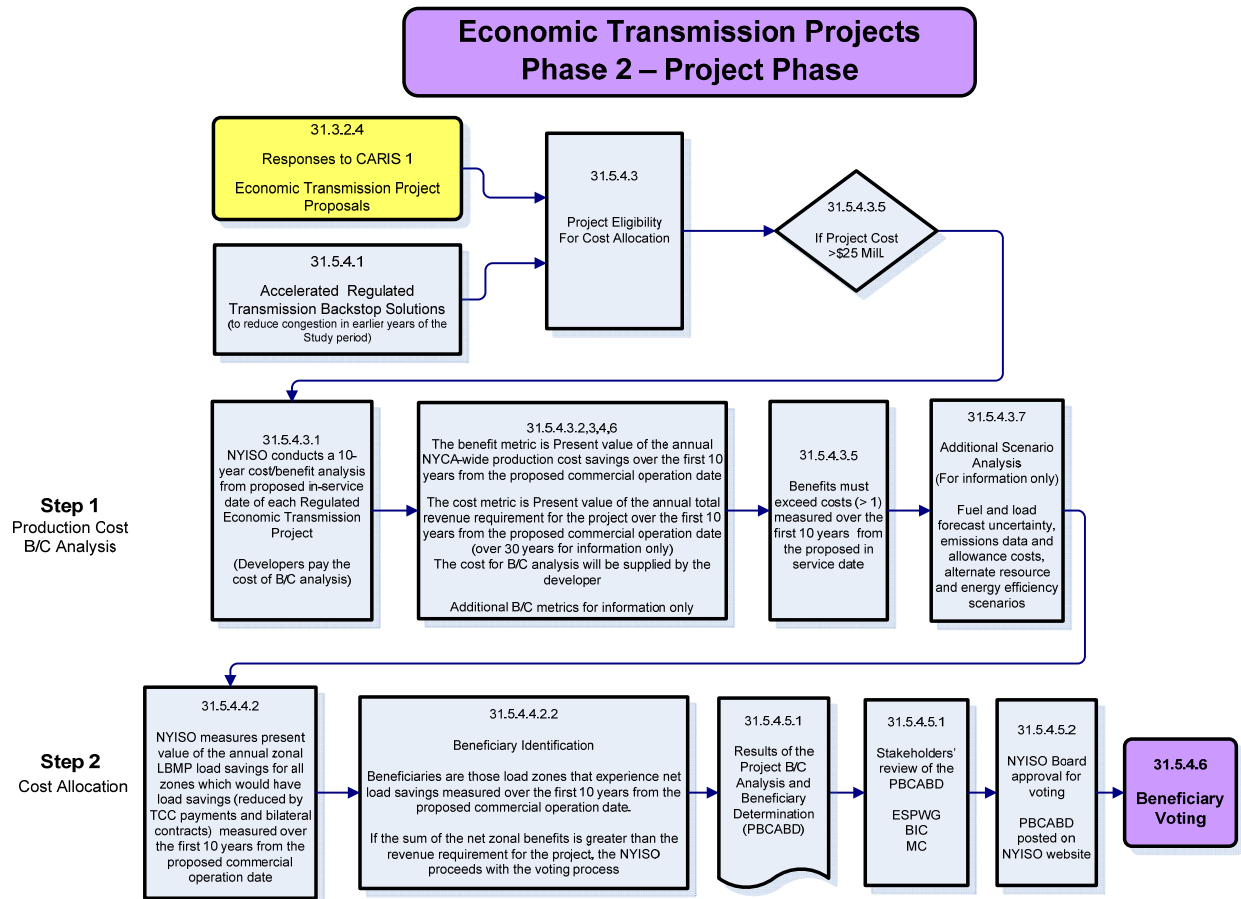 Economic Transmission Projects
Phase 2 – Project Phase
31.3.2.4
Responses to CARIS 1
Economic Transmission Project
Proposals
31.5.4.1
Accelerated Regulated
Transmission Backstop Solutions
(to reduce congestion in earlier years of the
Study period)
31.5.4.3
Project Eligibility
For Cost Allocation
31.5.4.3.5
If Project Cost
>$25 Mill.
Step 1
Production Cost
B/C Analysis
31.5.4.3.1
NYISO conducts a 10-
year cost/benefit analysis
from proposed in-service
date of each Regulated
Economic Transmission
Project
(Developers pay the
cost of B/C analysis)
31.5.4.3.2,3,4,6
The benefit metric is Present value of the annual
NYCA-wide production cost savings over the first 10
years from the proposed commercial operation date
The cost metric is Present value of the annual total
revenue requirement for the project over the first 10
years from the proposed commercial operation date
(over 30 years for information only)
The cost for B/C analysis will be supplied by the
developer
Additional B/C metrics for information only
31.5.4.3.5
Benefits must
exceed costs (> 1)
measured over the
first 10 years from
the proposed in
service date
31.5.4.3.7
Additional Scenario
Analysis
(For information only)
Fuel and load
forecast uncertainty,
emissions data and
allowance costs,
alternate resource
and energy efficiency
scenarios
Step 2
Cost Allocation
31.5.4.4.2
NYISO measures present
value of the annual zonal
LBMP load savings for all
zones which would have
load savings (reduced by
TCC payments and bilateral
contracts) measured over
the first 10 years from the
proposed commercial
operation date
31.5.4.4.2.2
Beneficiary Identification
Beneficiaries are those load zones that experience net
load savings measured over the first 10 years from the
proposed commercial operation date.
If the sum of the net zonal benefits is greater than the
revenue requirement for the project, the NYISO
proceeds with the voting process
31.5.4.5.1
Results of the
Project B/C
Analysis and
Beneficiary
Determination
(PBCABD)
31.5.4.5.1
Stakeholders'
review of the
PBCABD
ESPWG
BIC
MC
31.5.4.5.2
NYISO Board
approval for
voting
PBCABD
posted on
NYISO website
31.5.4.6
Beneficiary
Voting